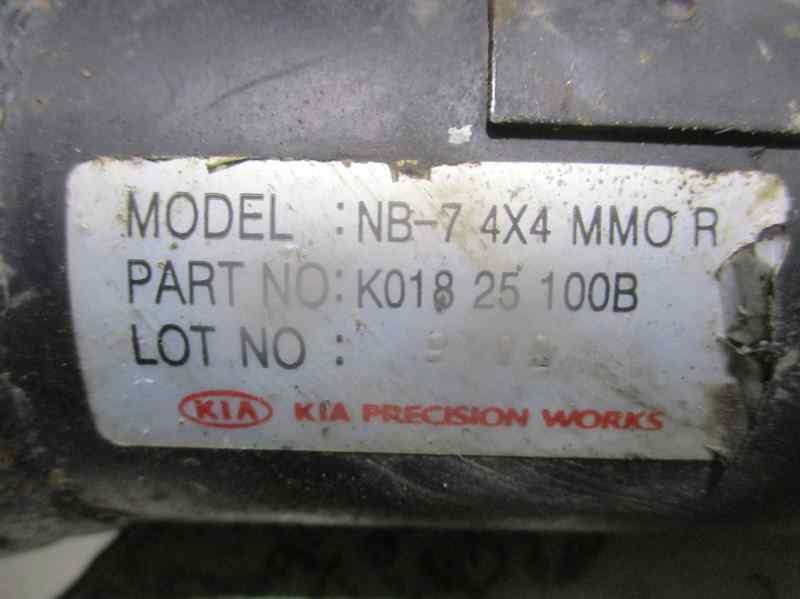 MODEL : NB-7 4X4 MMO R
PART NO: K018 25 100B
LOT NO :
KIA KIA PRECISION WORKS